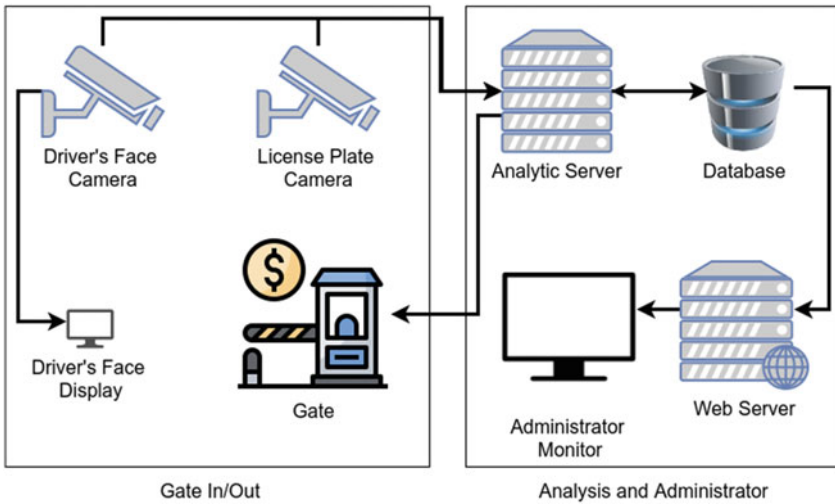 Driver's Face
Camera
License Plate
Camera
Analytic Server
Database
$
Driver's Face
Display
Gate
Administrator
Monitor
Web Server
Gate In/Out
Analysis and Administrator